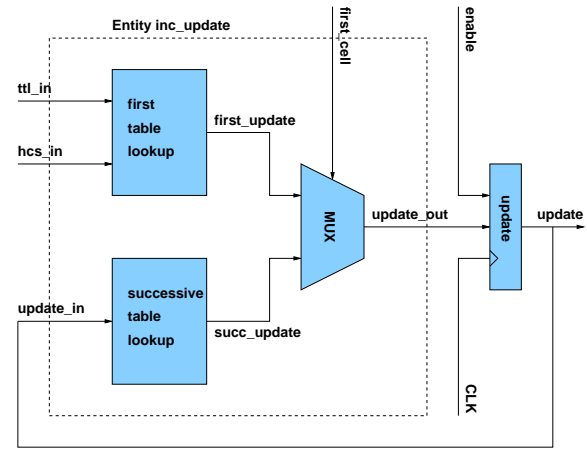 Entity inc_update
first_cell
enable
ttl_in
first
table
lookup
first_update
hcs_in
MUX
update_out
update
update
update_in
successive
table
lookup
succ_update
CLK